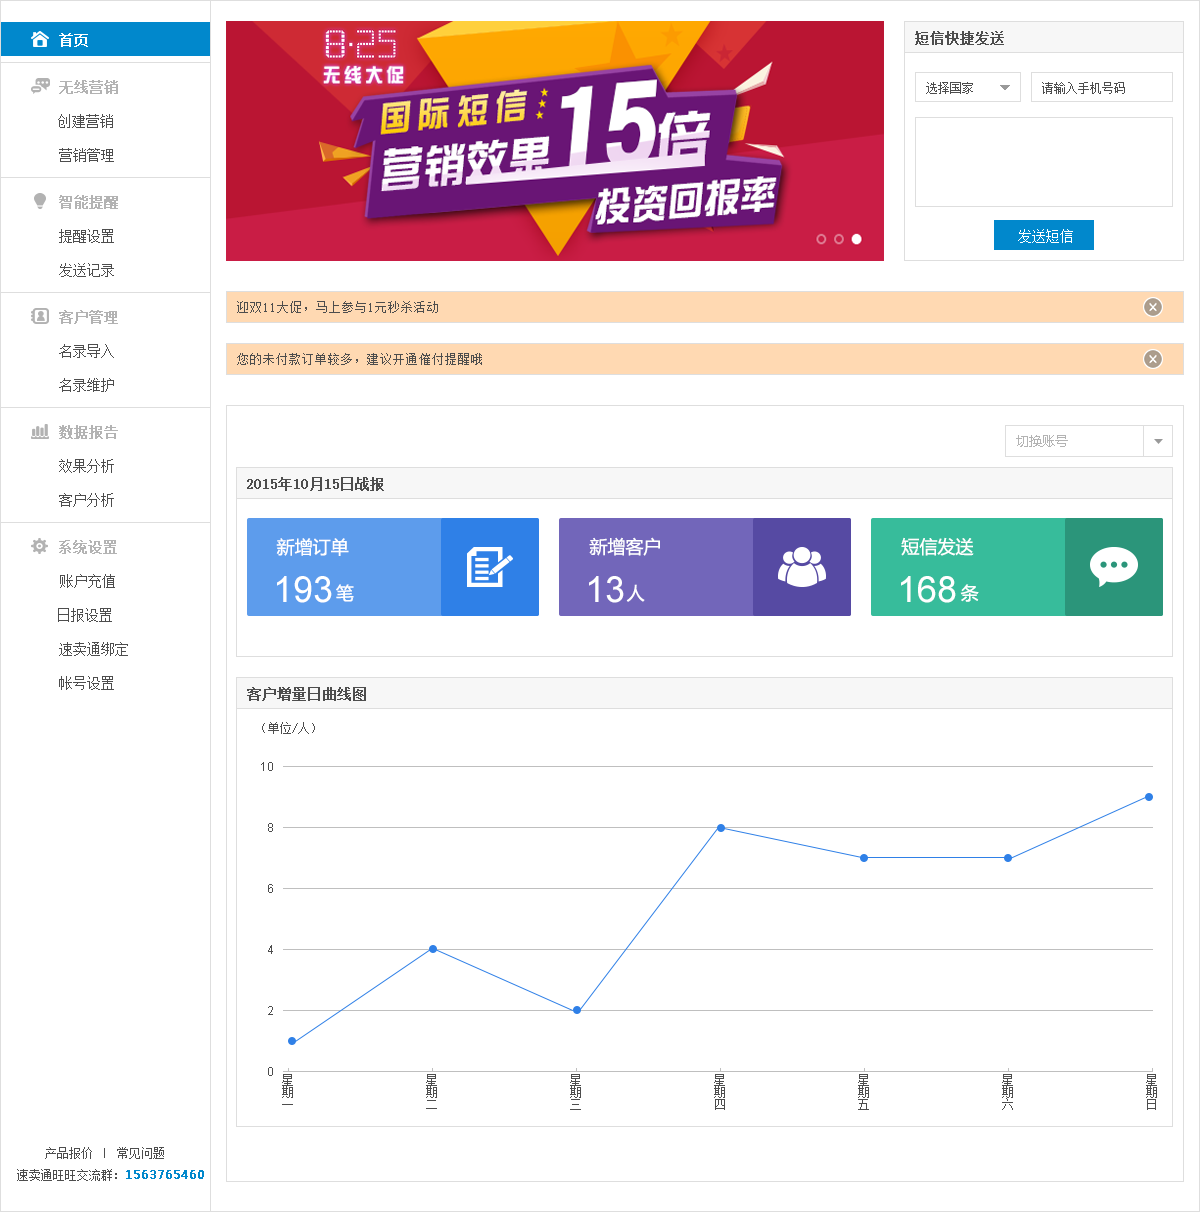 首页
无线营销
创建营销
营销管理
智能提醒
提醒设置
发送记录
客户管理
名录导入
名录维护
数据报告
效果分析
客户分析
系统设置
账户充值
日报设置
速卖通绑定
帐号设置
产品报价 | 常见问题
速卖通旺旺交流群：1563765460
8·25
无线大促
国际短信：
营销效果15倍
投资回报率
短信快捷发送
选择国家 请输入手机号码
发送短信
迎双11大促，马上参与1元秒杀活动
您的未付款订单较多，建议开通催付提醒哦
切换账号
2015年10月15日战报
新增订单
193笔
新增客户
13人
短信发送
168条
客户增量日曲线图
（单位/人）
10
8
6
4
2
0
星期一 星期二 星期三 星期四 星期五 星期六 星期日